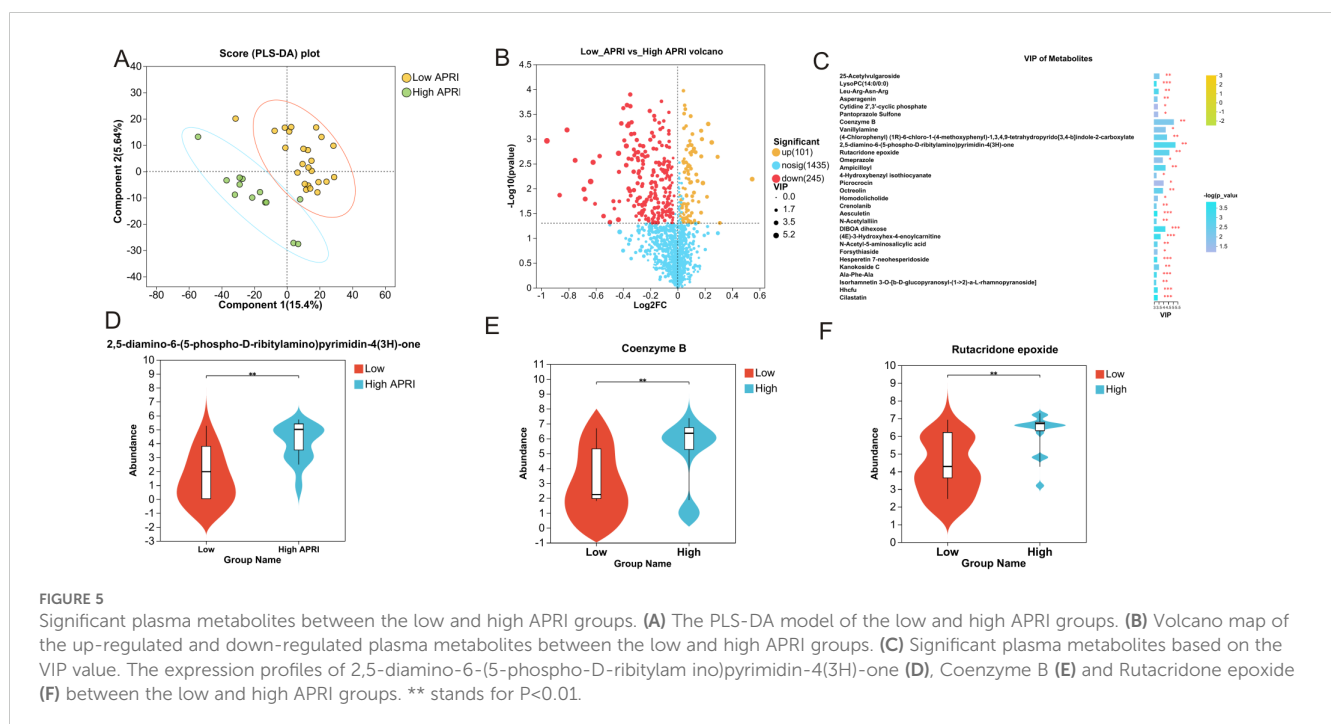 A
Score (PLS-DA) plot
Low APRI
High APRI
Component 2(5.64%)
40
30
20
10
0
-10
-20
-30
-40
-80
-60
-40
-20
0
20
40
60
Component 1(15.4%)
B
Low_APRI vs_High APRI volcano
-Log10(pvalue)
4.5
4.0
3.5
3.0
2.5
2.0
1.5
1.0
0.5
0.0
-1.0
-0.8
-0.6
-0.4
-0.2
0
0.2
0.4
0.6
Log2FC
Significant
up(101)
nosig(1435)
down(245)
VIP
0.0
1.7
3.5
5.2
C
VIP of Metabolites
25-Acetylvulgaroside **
LysoPC(14:0/0:0) ***
Leu-Arg-Asn-Arg **
Asperagenin **
Cytidine 2',3'-cyclic phosphate *
Pantoprazole Sulfone *
Coenzyme B **
Vanillylamine *
(4-Chlorophenyl) (1R)-6-chloro-1-(4-methoxyphenyl)-1,3,4,9-tetrahydropyrido[3,4-b]indole-2-carboxylate **
2,5-diamino-6-(5-phospho-D-ribitylamino)pyrimidin-4(3H)-one **
Rutacridone epoxide **
Omeprazole *
Ampicilloyl **
4-Hydroxybenzyl isothiocyanate *
Picrocrocin *
Octreolin **
Homodolicholide *
Crenolanib **
Aesculetin ***
N-Acetylallin **
DIBOA dihexose ***
(4E)-3-Hydroxyhex-4-enoylcarnitine ***
N-Acetyl-5-aminosalicylic acid **
Forsythiaside *
Hesperetin 7-neohesperidoside ***
Kanokoside C **
Ala-Phe-Ala ***
Isorhamnetin 3-O-[b-D-glucopyranosyl-(1->2)-a-L-rhamnopyranoside] **
Hhcfu ***
Cilastatin ***
VIP
3
2
1
0
-1
-2
-log(p_value)
3.5
3
2.5
2
1.5
D
2,5-diamino-6-(5-phospho-D-ribitylamino)pyrimidin-4(3H)-one
**
Low
High APRI
Abundance
10
9
8
7
6
5
4
3
2
1
0
-1
-2
-3
Low
High APRI
Group Name
E
Coenzyme B
**
Low
High
Abundance
11
10
9
8
7
6
5
4
3
2
1
0
-1
Low
High
Group Name
F
Rutacridone epoxide
**
Low
High
Abundance
10
9
8
7
6
5
4
3
2
1
0
Low
High
Group Name
FIGURE 5
Significant plasma metabolites between the low and high APRI groups. (A) The PLS-DA model of the low and high APRI groups. (B) Volcano map of
the up-regulated and down-regulated plasma metabolites between the low and high APRI groups. (C) Significant plasma metabolites based on the
VIP value. The expression profiles of 2,5-diamino-6-(5-phospho-D-ribitylam ino)pyrimidin-4(3H)-one (D), Coenzyme B (E) and Rutacridone epoxide
(F) between the low and high APRI groups. ** stands for P<0.01.